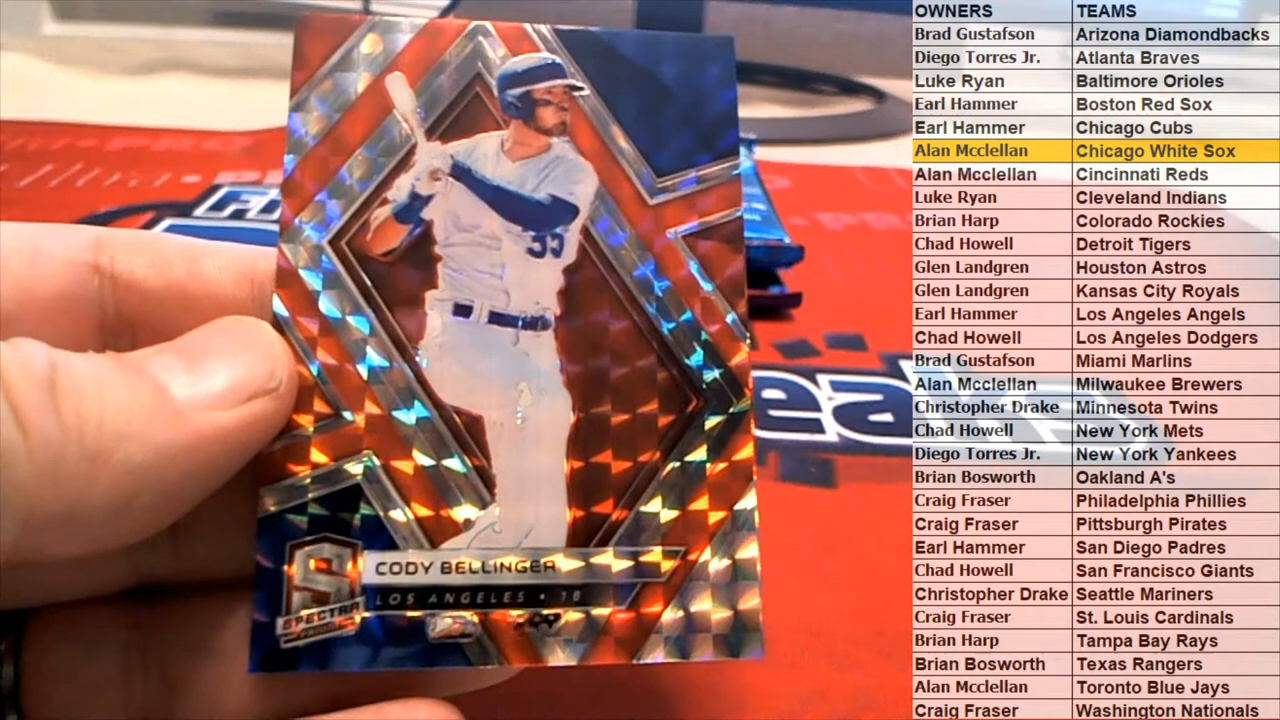 OWNERS TEAMS
Brad Gustafson Arizona Diamondbacks
Diego Torres Jr. Atlanta Braves
Luke Ryan Baltimore Orioles
Earl Hammer Boston Red Sox
Earl Hammer Chicago Cubs
Alan Mcclellan Chicago White Sox
Alan Mcclellan Cincinnati Reds
Luke Ryan Cleveland Indians
Brian Harp Colorado Rockies
Chad Howell Detroit Tigers
Glen Landgren Houston Astros
Glen Landgren Kansas City Royals
Earl Hammer Los Angeles Angels
Chad Howell Los Angeles Dodgers
Brad Gustafson Miami Marlins
Alan Mcclellan Milwaukee Brewers
Christopher Drake Minnesota Twins
Chad Howell New York Mets
Diego Torres Jr. New York Yankees
Brian Bosworth Oakland A's
Craig Fraser Philadelphia Phillies
Craig Fraser Pittsburgh Pirates
Earl Hammer San Diego Padres
Chad Howell San Francisco Giants
Christopher Drake Seattle Mariners
Craig Fraser St. Louis Cardinals
Brian Harp Tampa Bay Rays
Brian Bosworth Texas Rangers
Alan Mcclellan Toronto Blue Jays
Craig Fraser Washington Nationals
35
CODY BELLINGER
LOS ANGELES • 1B
SPECTRA
PANINI